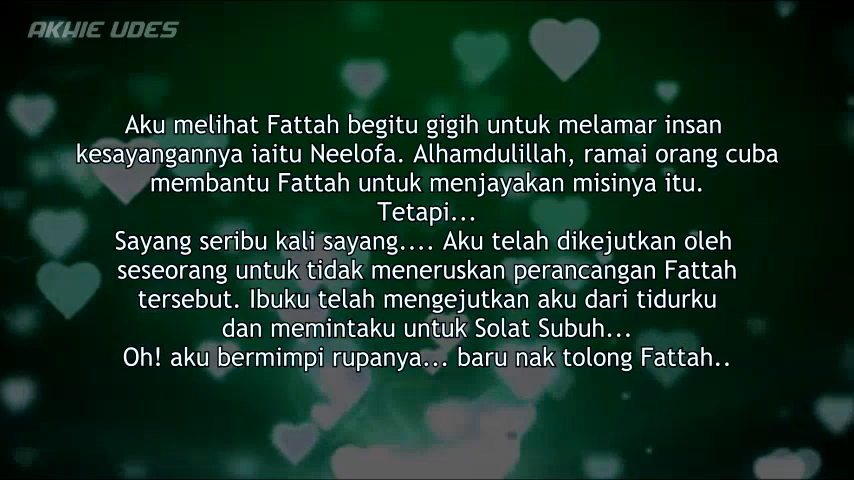 AKHIE UDES
Aku melihat Fattah begitu gigih untuk melamar insan
kesayangannya iaitu Neelofa. Alhamdulillah, ramai orang cuba
membantu Fattah untuk menjayakan misinya itu.
Tetapi...
Sayang seribu kali sayang.... Aku telah dikejutkan oleh
seseorang untuk tidak meneruskan perancangan Fattah
tersebut. Ibuku telah mengejutkan aku dari tidurku
dan memintaku untuk Solat Subuh...
Oh! aku bermimpi rupanya... baru nak tolong Fattah..